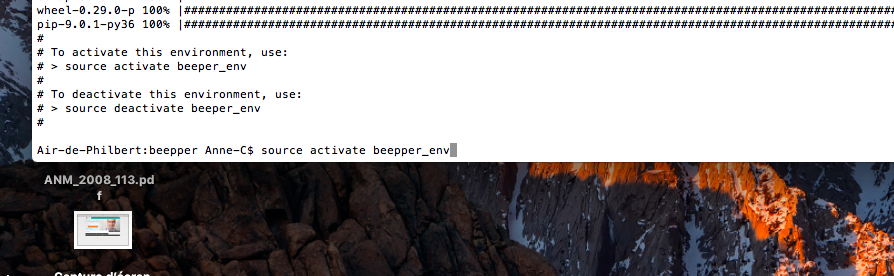 wheel-0.29.0-p 100% |#####################################################################################################
pip-9.0.1-py36 100% |#####################################################################################################
#
# To activate this environment, use:
# > source activate beeper_env
#
# To deactivate this environment, use:
# > source deactivate beeper_env
#
Air-de-Philbert:beepper Anne-C$ source activate beepper_env
ANM_2008_113.pd
f
Capture d'écran